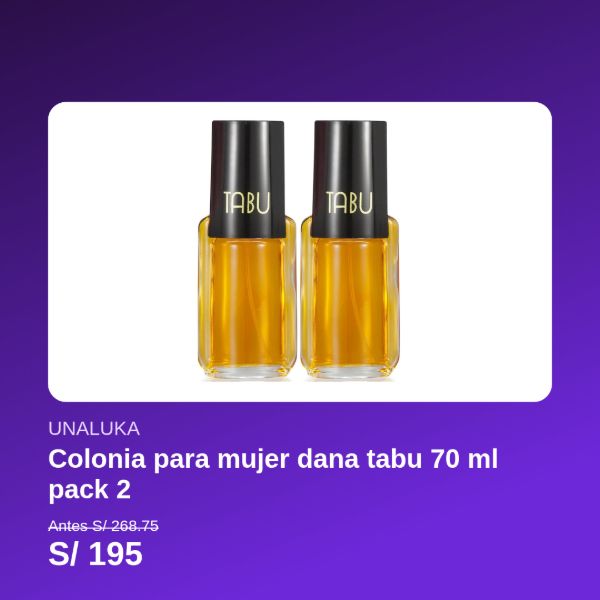 TABU TABU
UNALUKA
Colonia para mujer dana tabu 70 ml
pack 2
Antes S/ 268.75
S/ 195